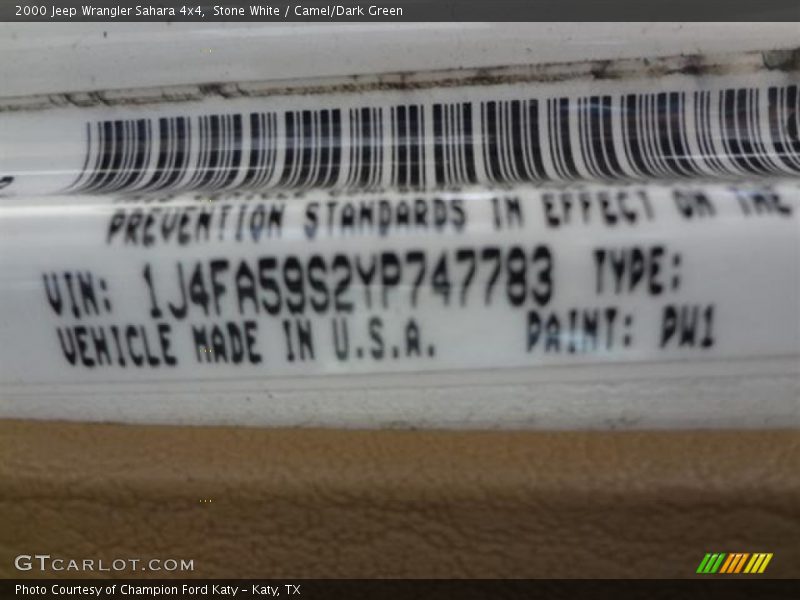 2000 Jeep Wrangler Sahara 4x4, Stone White / Camel/Dark Green
PREVENTION STANDARDS IN EFFECT ON THE
VIN: 1J4FA59S2YP747783 TYPE:
VEHICLE MADE IN U.S.A. PAINT: PW1
GTCARLOT.COM
Photo Courtesy of Champion Ford Katy - Katy, TX